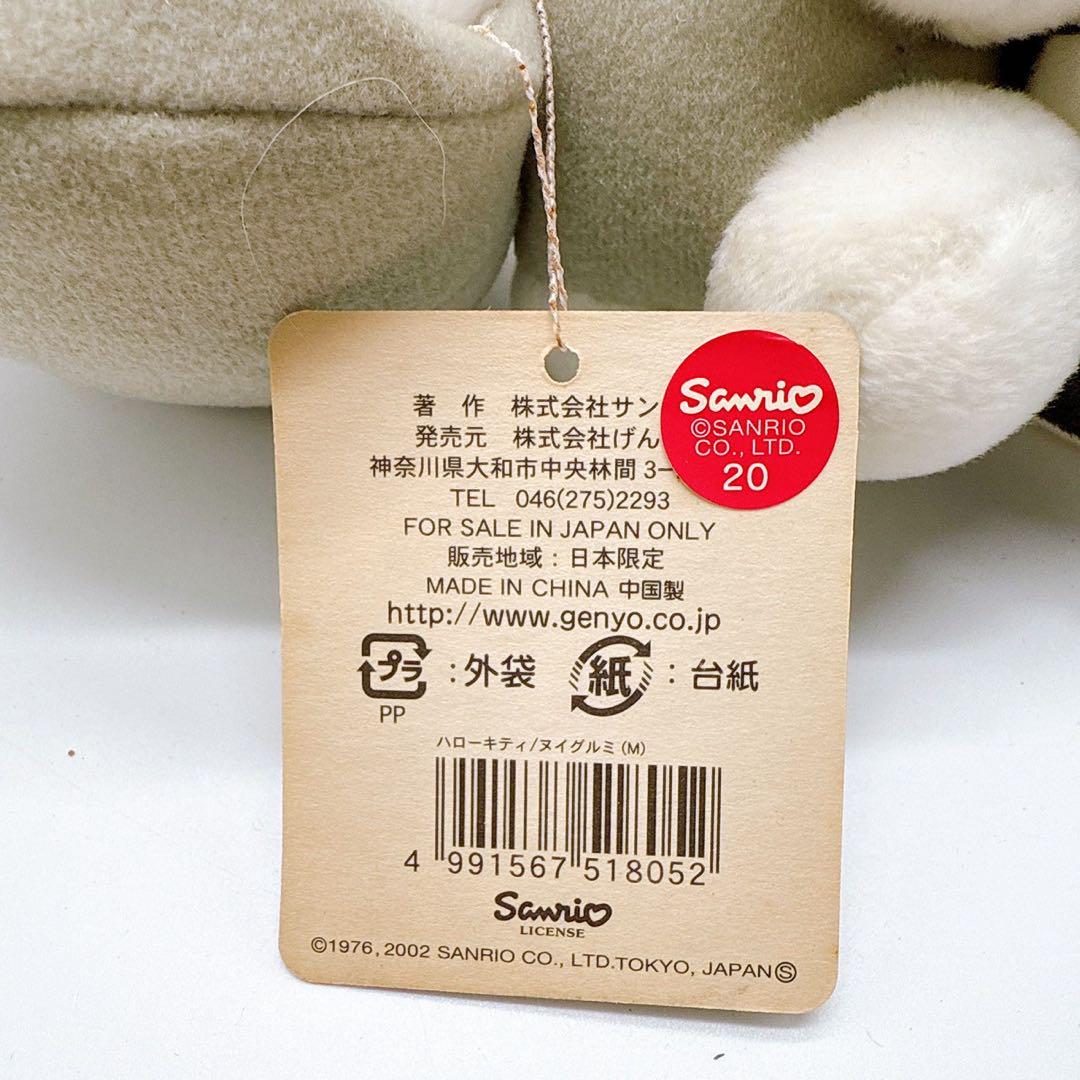 著 作 株式会社サン
発売元 株式会社げん
神奈川県大和市中央林間 3-
Sanrio
©SANRIO
CO., LTD.
20
TEL 046(275)2293
FOR SALE IN JAPAN ONLY
販売地域：日本限定
MADE IN CHINA 中国製
http://www.genyo.co.jp
プラ ：外袋 紙 ：台紙
PP
ハローキティ/ヌイグルミ (M)
4 991567 518052
Sanrio
LICENSE
©1976, 2002 SANRIO CO., LTD.TOKYO, JAPAN Ⓢ